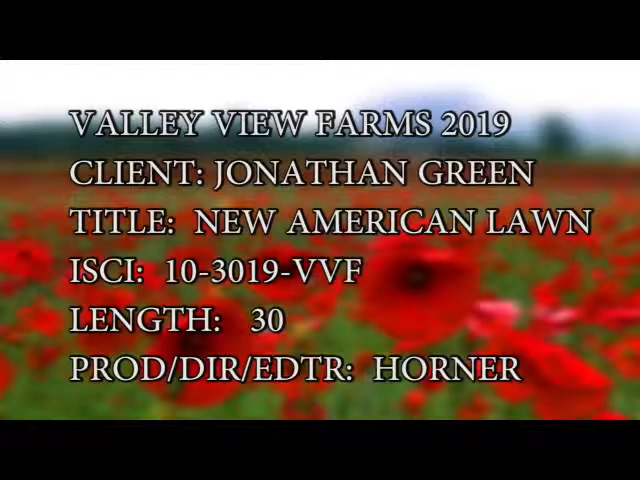 VALLEY VIEW FARMS 2019
CLIENT: JONATHAN GREEN
TITLE:  NEW AMERICAN LAWN
ISCI:  10-3019-VVF
LENGTH:   30
PROD/DIR/EDTR:  HORNER